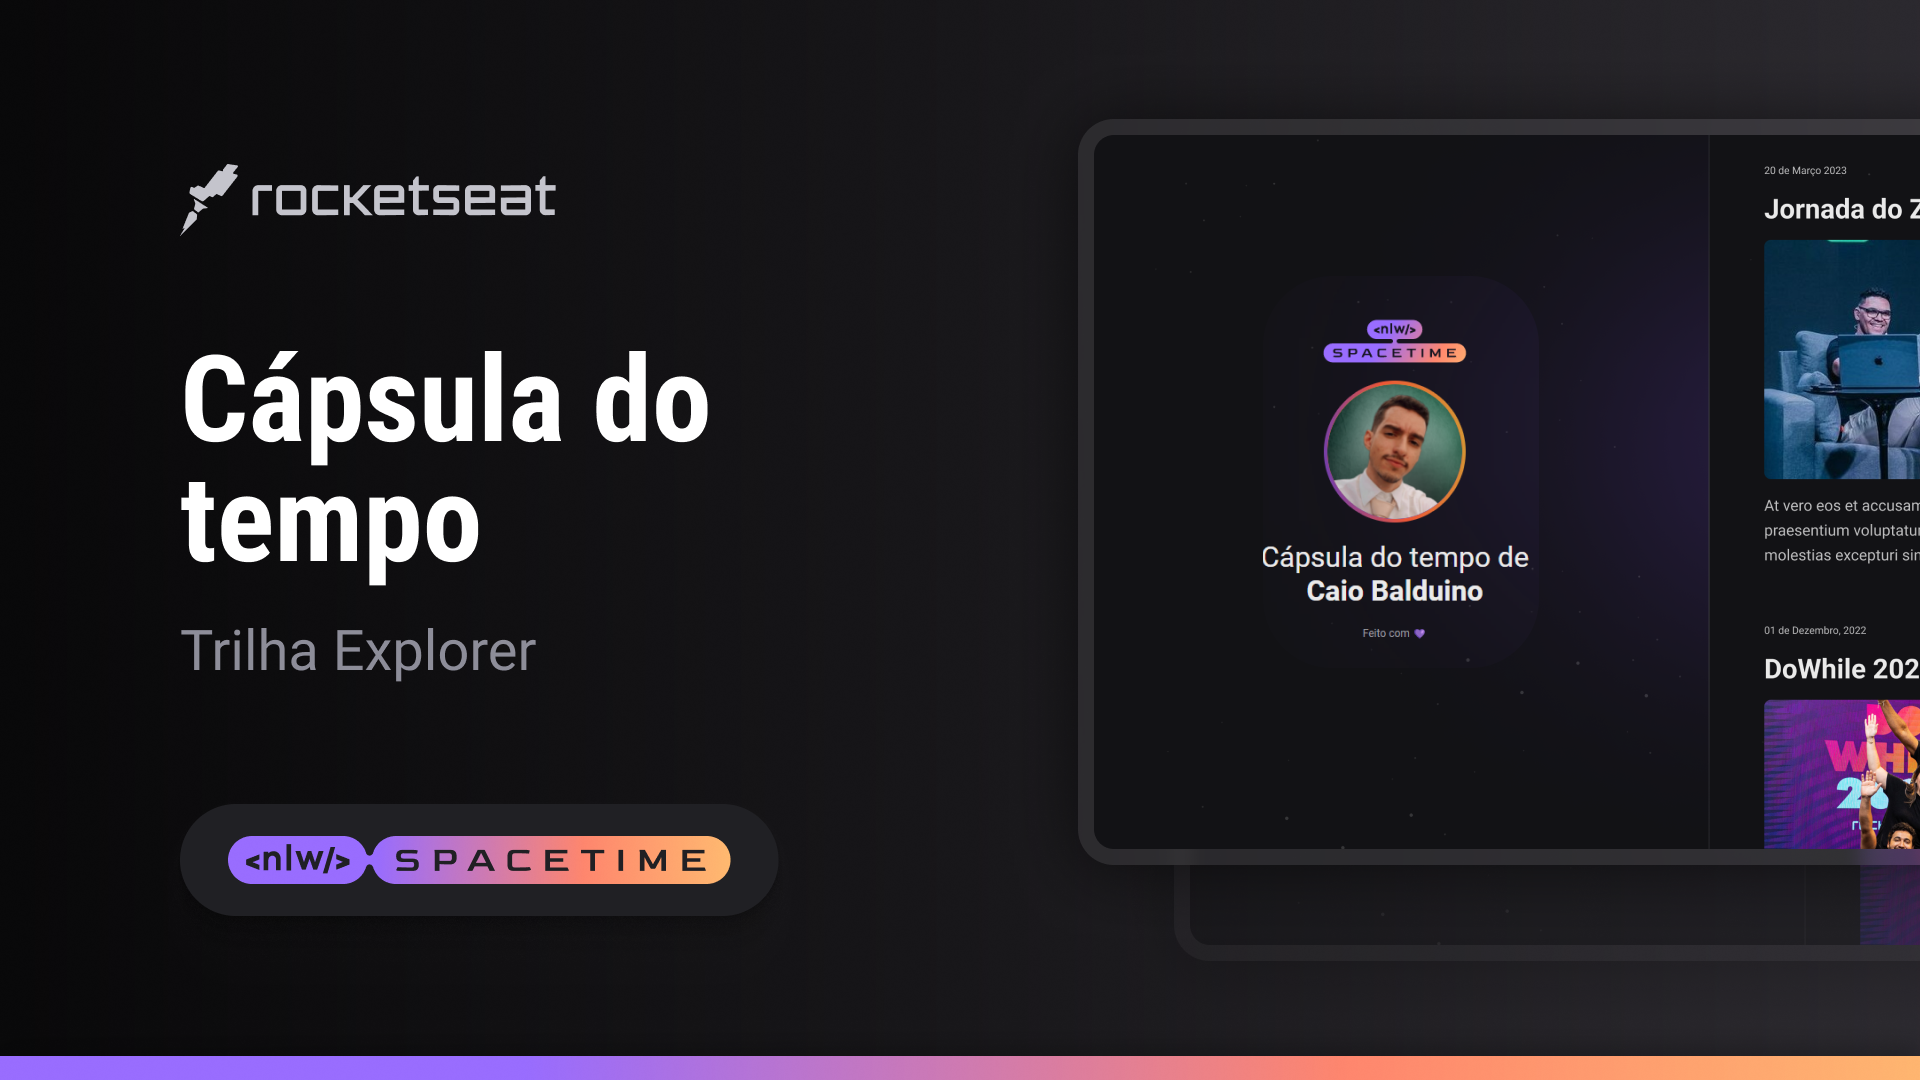 rocketseat
Cápsula do
tempo
Trilha Explorer
<nlw/> SPACETIME
<nlw/>
SPACETIME
Cápsula do tempo de
Caio Balduino
Feito com 💜
20 de Março 2023
Jornada do
At vero eos et accusam
praesentium voluptatu
molestias excepturi sin
01 de Dezembro, 2022
DoWhile 202